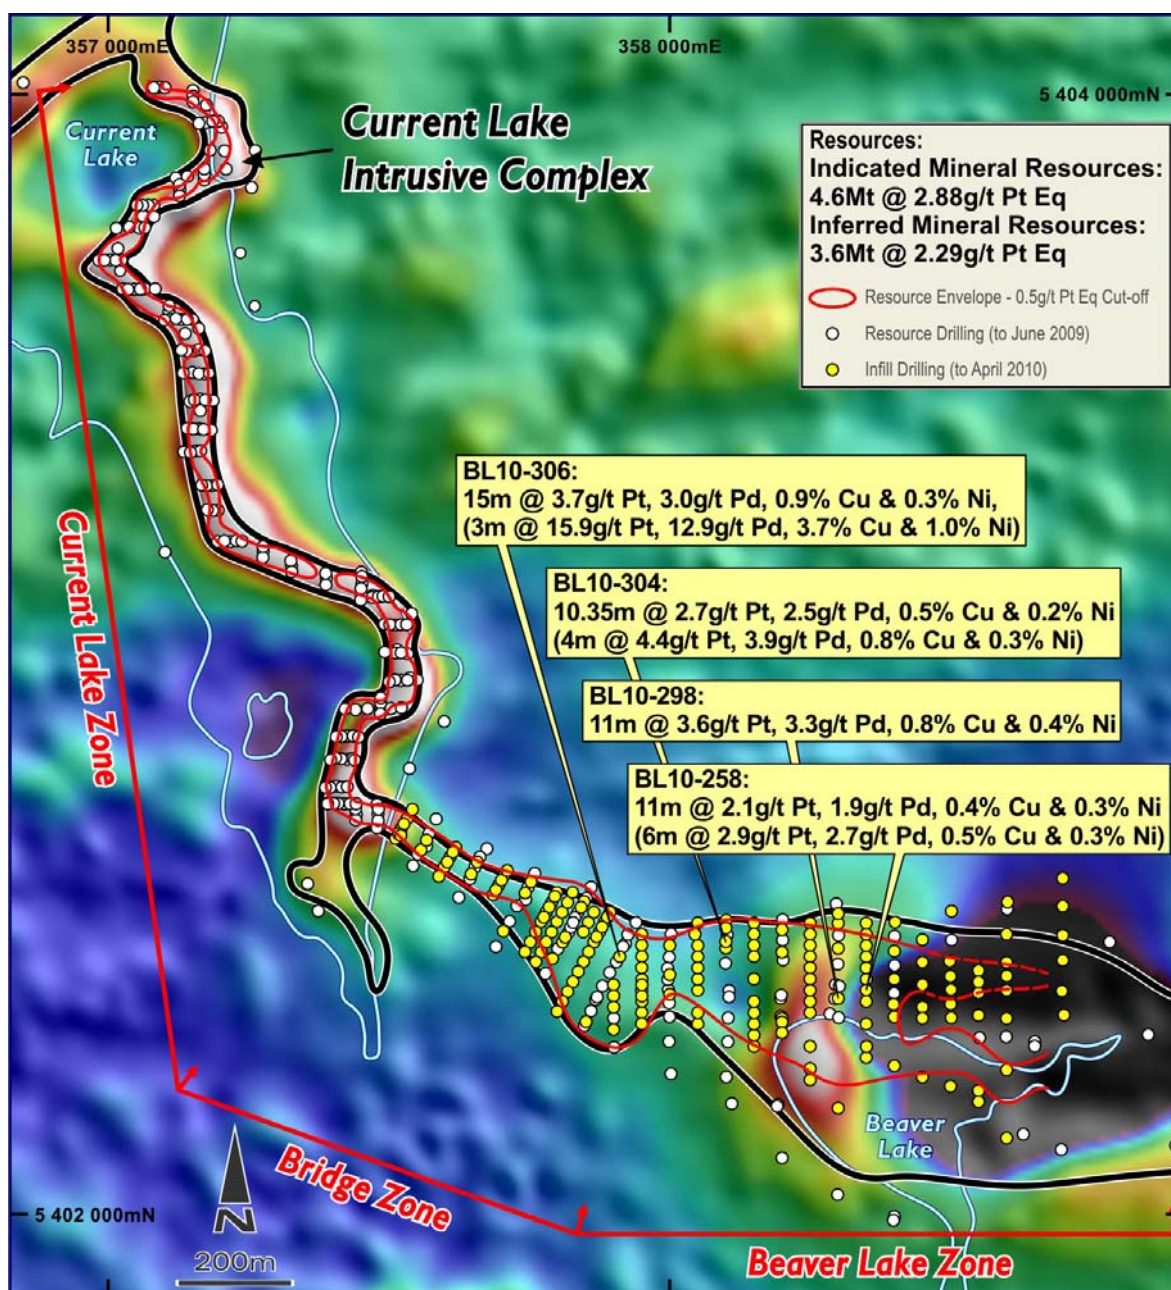 357 000mE
358 000mE
5 404 000mN
Current
Lake
Current Lake
Intrusive Complex
Resources:
Indicated Mineral Resources:
4.6Mt @ 2.88g/t Pt Eq
Inferred Mineral Resources:
3.6Mt @ 2.29g/t Pt Eq
Resource Envelope - 0.5g/t Pt Eq Cut-off
Resource Drilling (to June 2009)
Infill Drilling (to April 2010)
BL10-306:
15m @ 3.7g/t Pt, 3.0g/t Pd, 0.9% Cu & 0.3% Ni,
(3m @ 15.9g/t Pt, 12.9g/t Pd, 3.7% Cu & 1.0% Ni)
BL10-304:
10.35m @ 2.7g/t Pt, 2.5g/t Pd, 0.5% Cu & 0.2% Ni
(4m @ 4.4g/t Pt, 3.9g/t Pd, 0.8% Cu & 0.3% Ni)
BL10-298:
11m @ 3.6g/t Pt, 3.3g/t Pd, 0.8% Cu & 0.4% Ni
BL10-258:
11m @ 2.1g/t Pt, 1.9g/t Pd, 0.4% Cu & 0.3% Ni
(6m @ 2.9g/t Pt, 2.7g/t Pd, 0.5% Cu & 0.3% Ni)
Current Lake Zone
Beaver
Lake
Bridge Zone
5 402 000mN
N
200m
Beaver Lake Zone